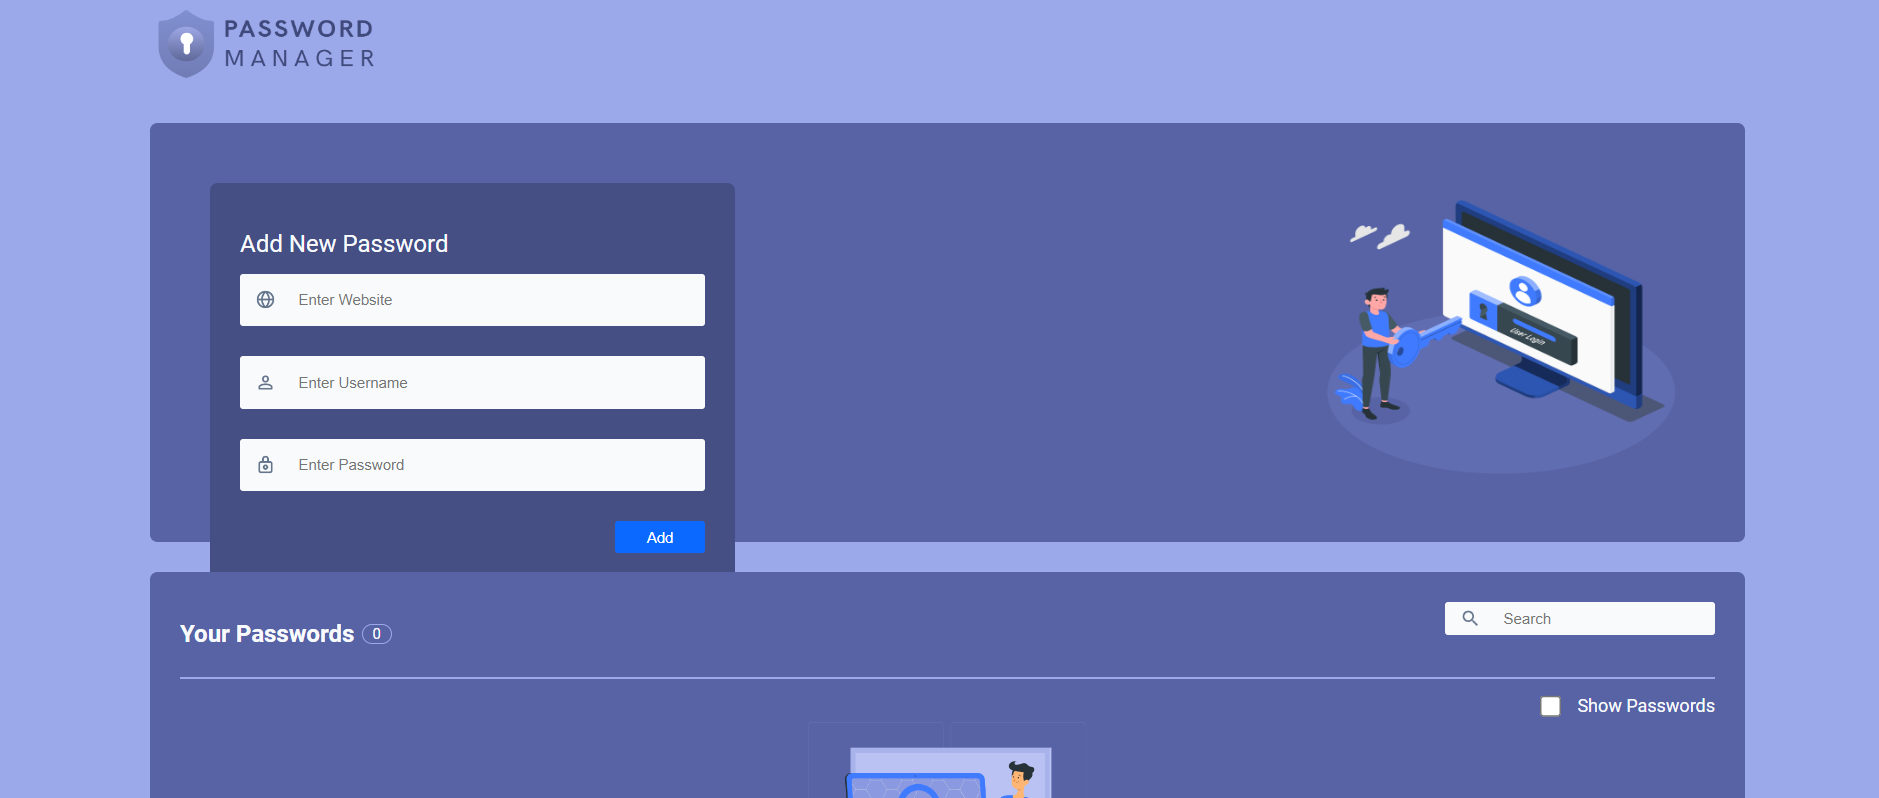 PASSWORD
MANAGER
Add New Password
Enter Website
Enter Username
Enter Password
Add
User Login
Your Passwords 0
Search
Show Passwords